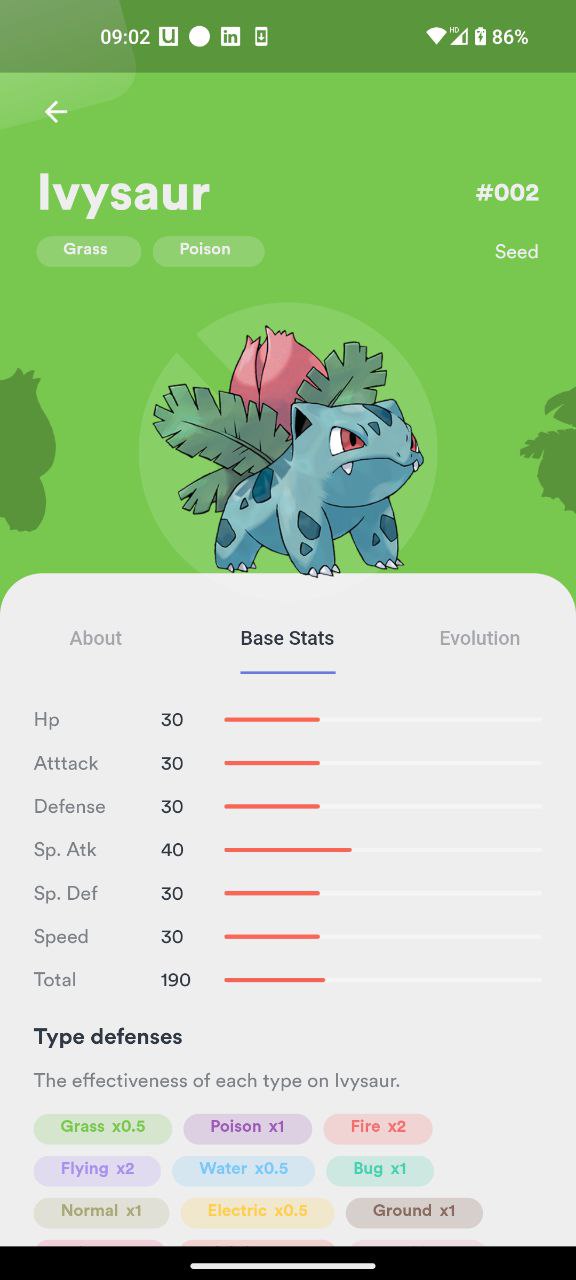 09:02 U in HD 86%
Ivysaur #002
Grass Poison Seed
About Base Stats Evolution
Hp 30
Atttack 30
Defense 30
Sp. Atk 40
Sp. Def 30
Speed 30
Total 190
Type defenses
The effectiveness of each type on Ivysaur.
Grass x0.5 Poison x1 Fire x2
Flying x2 Water x0.5 Bug x1
Normal x1 Electric x0.5 Ground x1